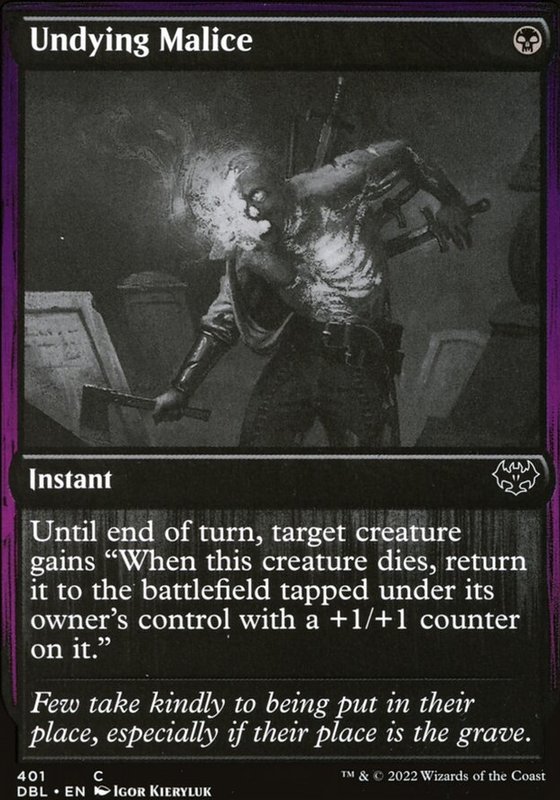 Undying Malice
Instant
Until end of turn, target creature
gains “When this creature dies, return
it to the battlefield tapped under its
owner’s control with a +1/+1 counter
on it.”
Few take kindly to being put in their
place, especially if their place is the grave.
401 C
DBL • EN Igor Kieryluk
™ & © 2022 Wizards of the Coast